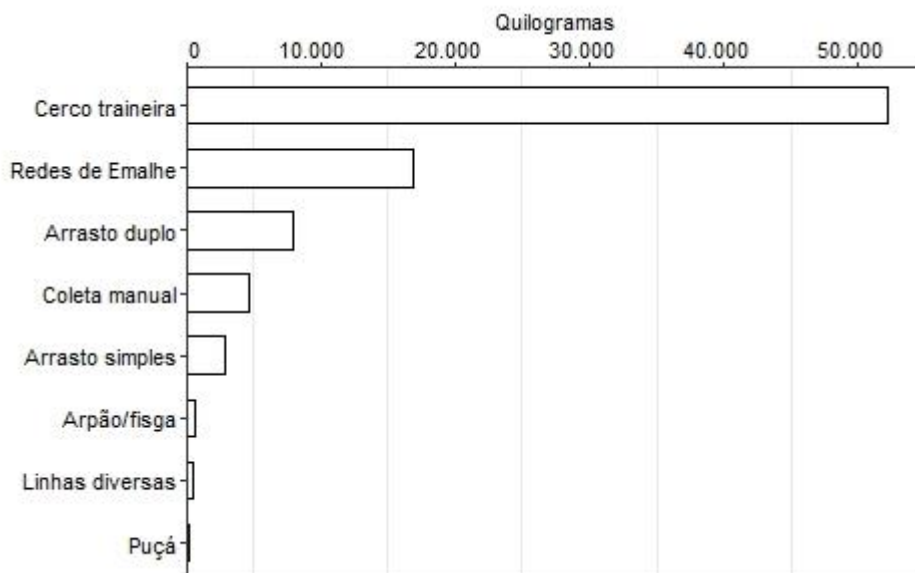 Quilogramas
0 10.000 20.000 30.000 40.000 50.000
Cerco traineira
Redes de Emalhe
Arrasto duplo
Coleta manual
Arrasto simples
Arpão/fisga
Linhas diversas
Puçá